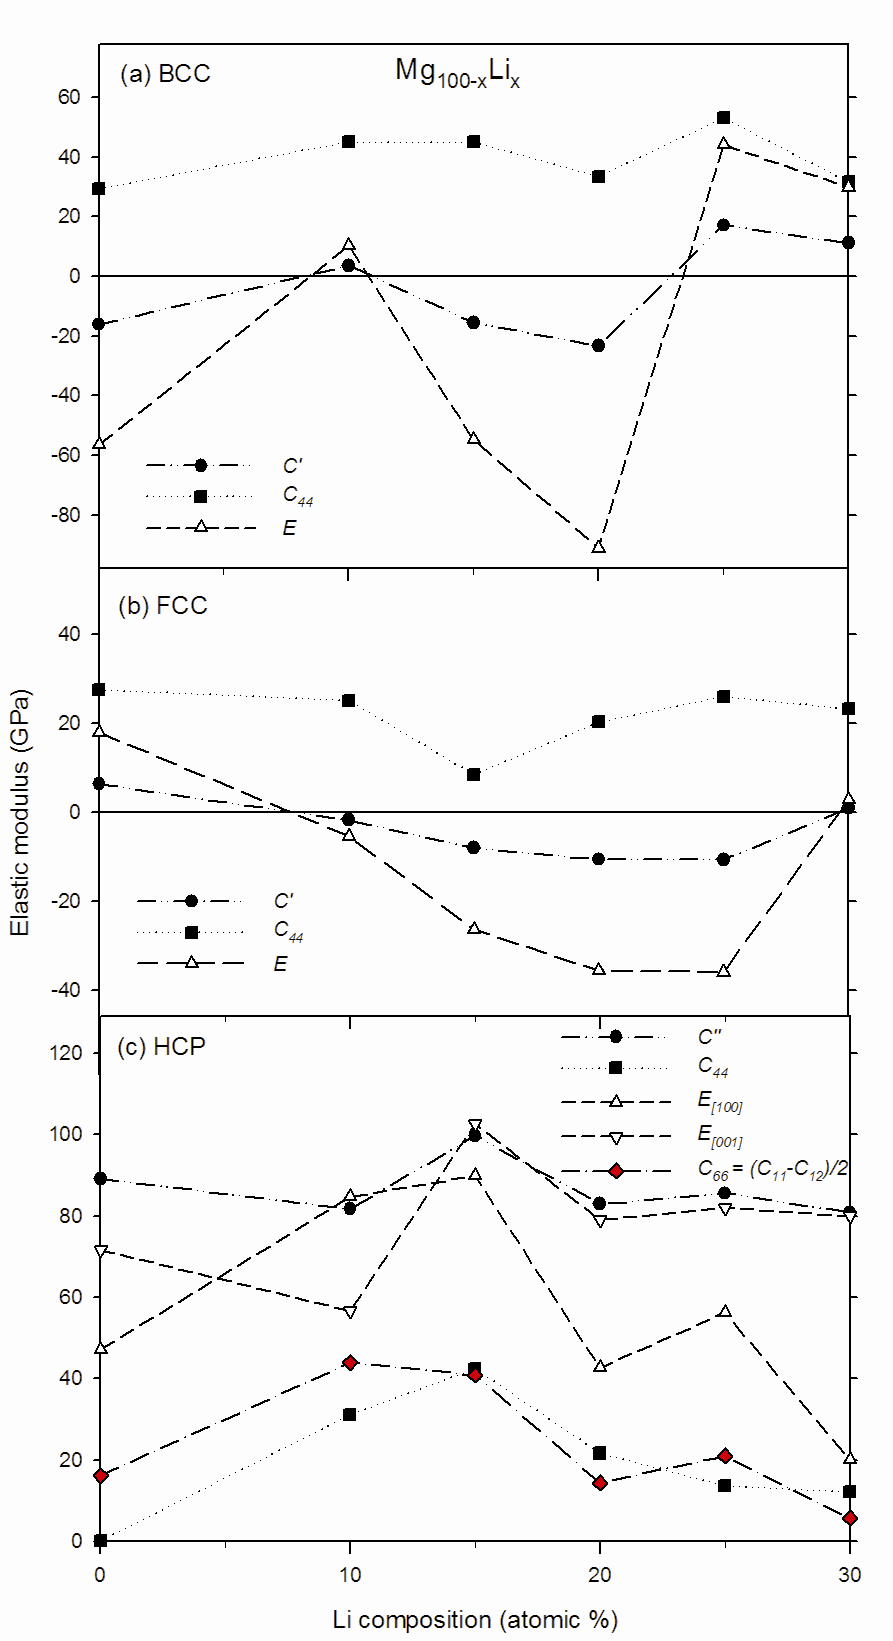 (a) BCC
Mg100-xLix
60
40
20
0
-20
-40
-60
-80
C'
C44
E
(b) FCC
40
20
0
-20
-40
C'
C44
E
Elastic modulus (GPa)
(c) HCP
120
100
80
60
40
20
0
C''
C44
E[100]
E[001]
C66 = (C11-C12)/2
0
10
20
30
Li composition (atomic %)